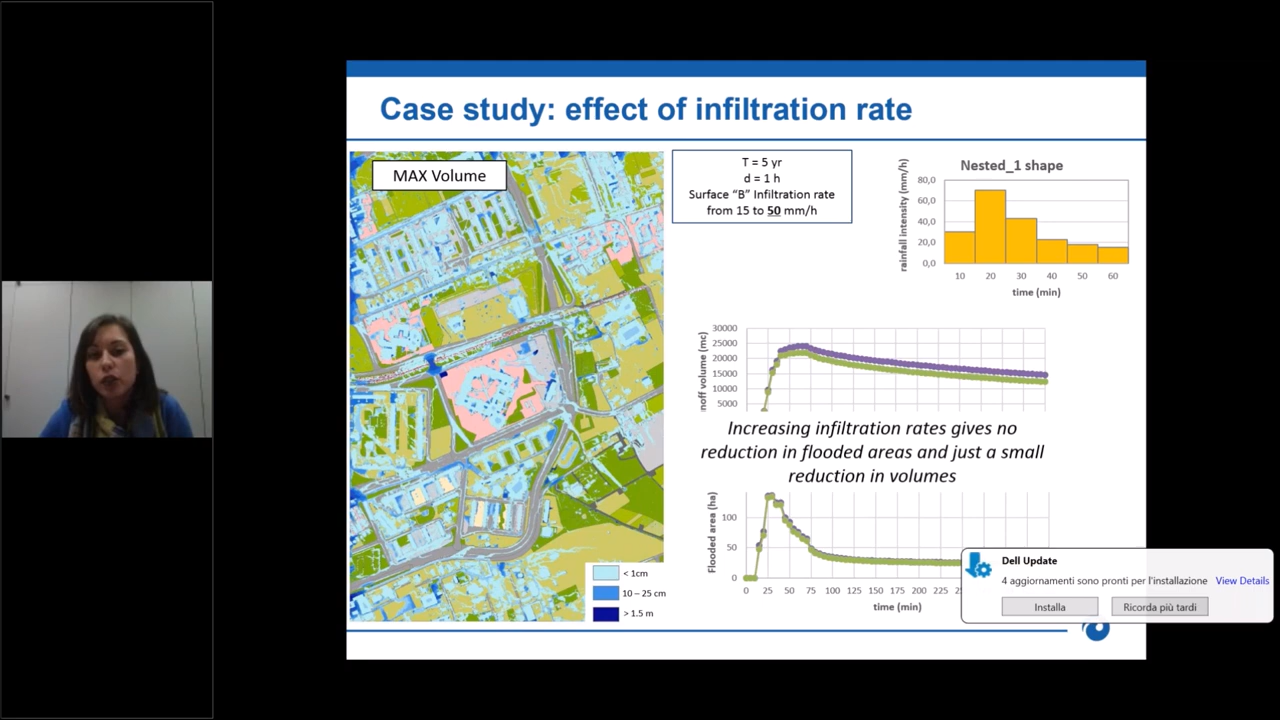 Case study: effect of infiltration rate
MAX Volume
T = 5 yr
d = 1 h
Surface “B” Infiltration rate
from 15 to 50 mm/h
Nested_1 shape
rainfall intensity (mm/h)
80,0
60,0
40,0
20,0
0,0
10 20 30 40 50 60
time (min)
noff volume (mc)
30000
25000
20000
15000
10000
5000
Increasing infiltration rates gives no
reduction in flooded areas and just a small
reduction in volumes
Flooded area (ha)
100
50
0
0 25 50 75 100 125 150 175 200 225
time (min)
< 1cm
10 – 25 cm
> 1.5 m
Dell Update
4 aggiornamenti sono pronti per l'installazione View Details
Installa Ricorda più tardi